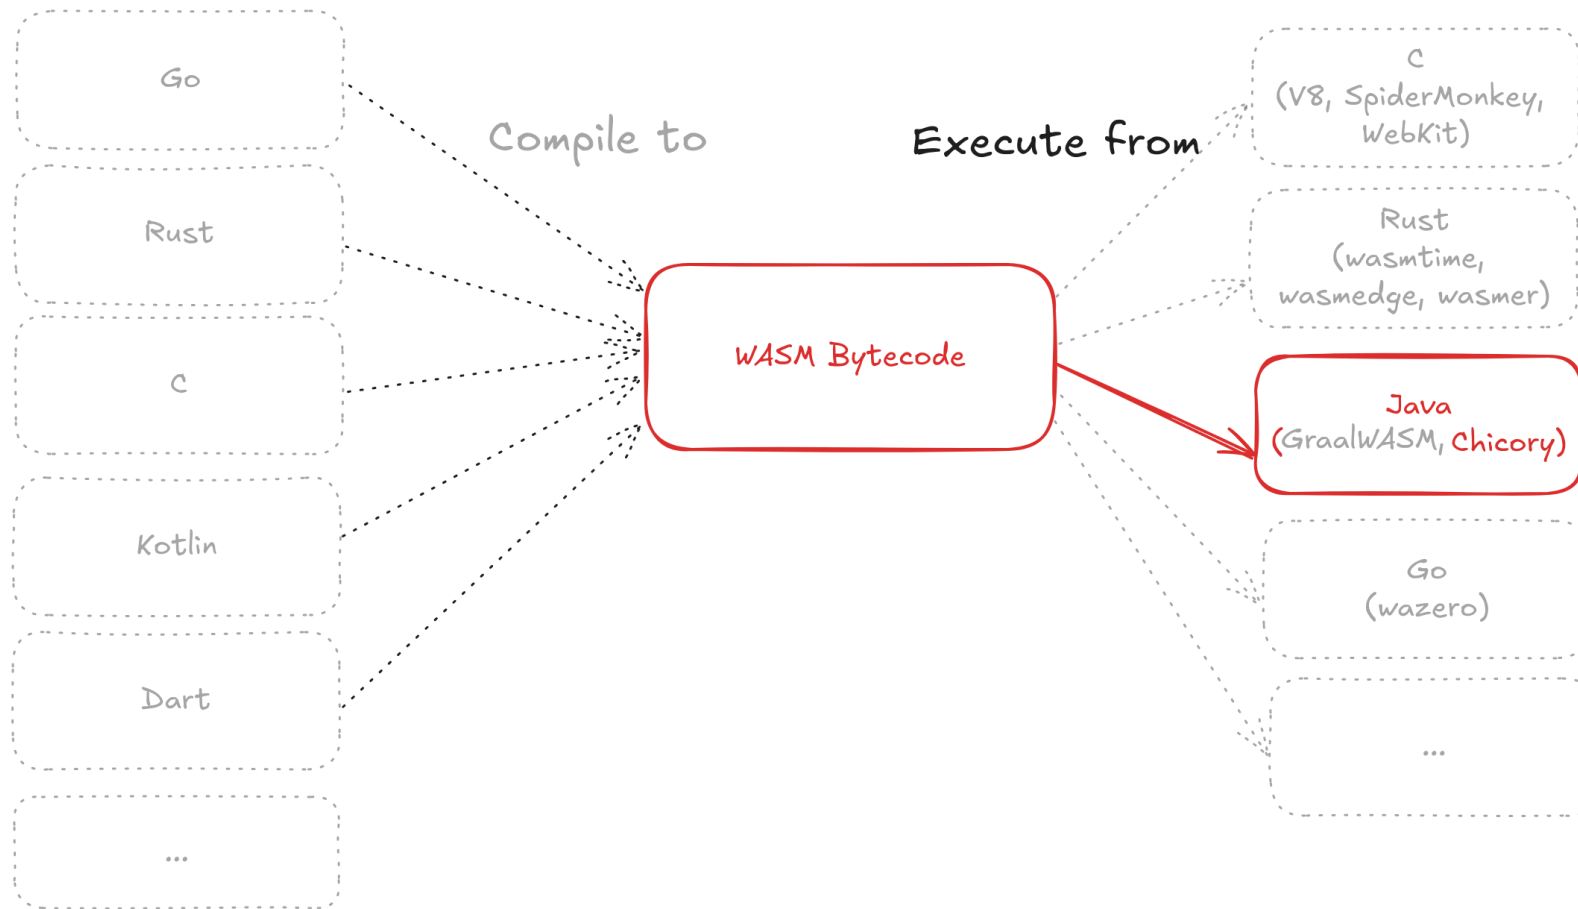 Go
Rust
C
Kotlin
Dart
...
Compile to
WASM Bytecode
Execute from
C
(V8, SpiderMonkey,
WebKit)
Rust
(wasmtime,
wasmedge, wasmer)
Java
(GraalWASM, Chicory)
Go
(wazero)
...